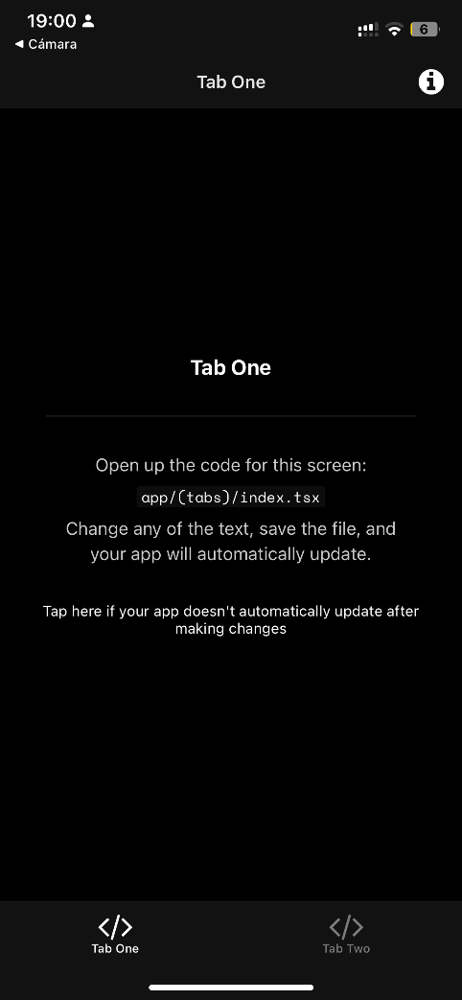 19:00
6
◀ Cámara
Tab One
Tab One
Open up the code for this screen:
app/(tabs)/index.tsx
Change any of the text, save the file, and
your app will automatically update.
Tap here if your app doesn't automatically update after
making changes
Tab One
Tab Two